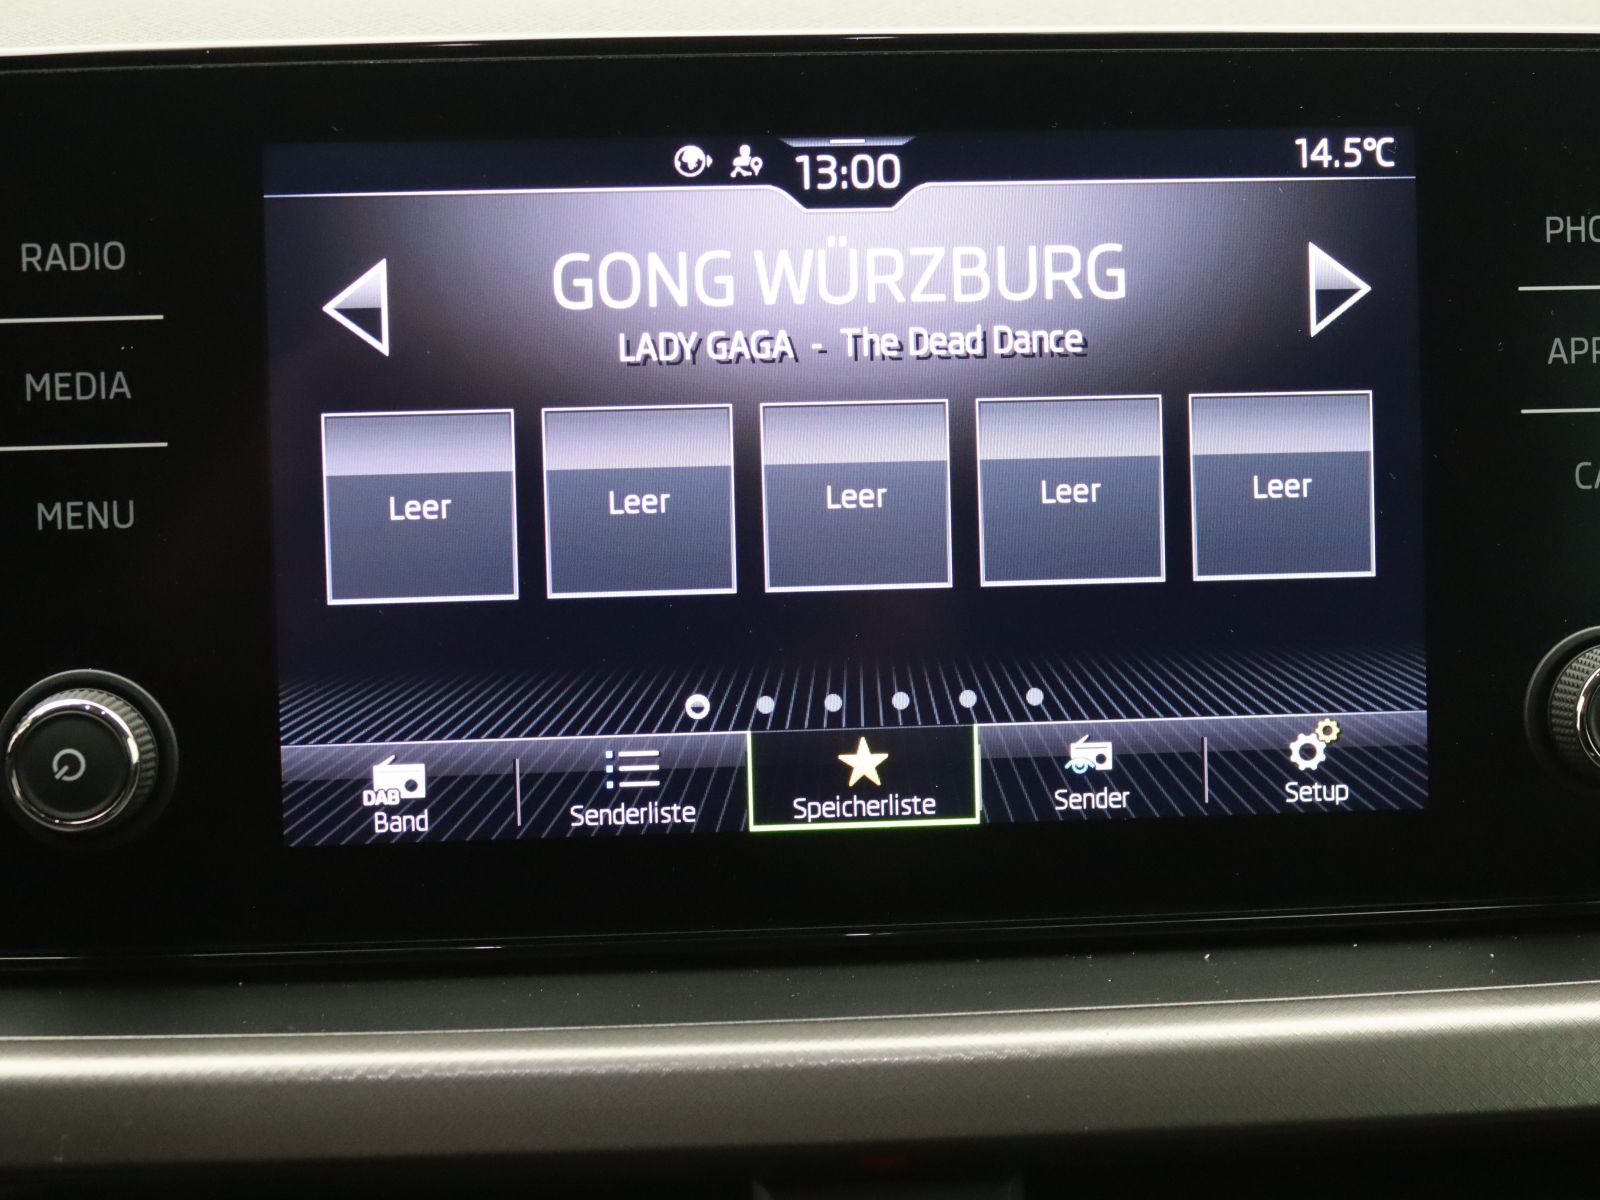 13:00
14.5°C
RADIO
MEDIA
MENU
GONG WÜRZBURG
LADY GAGA - The Dead Dance
Leer
Leer
Leer
Leer
Leer
DAB
Band
Senderliste
Speicherliste
Sender
Setup